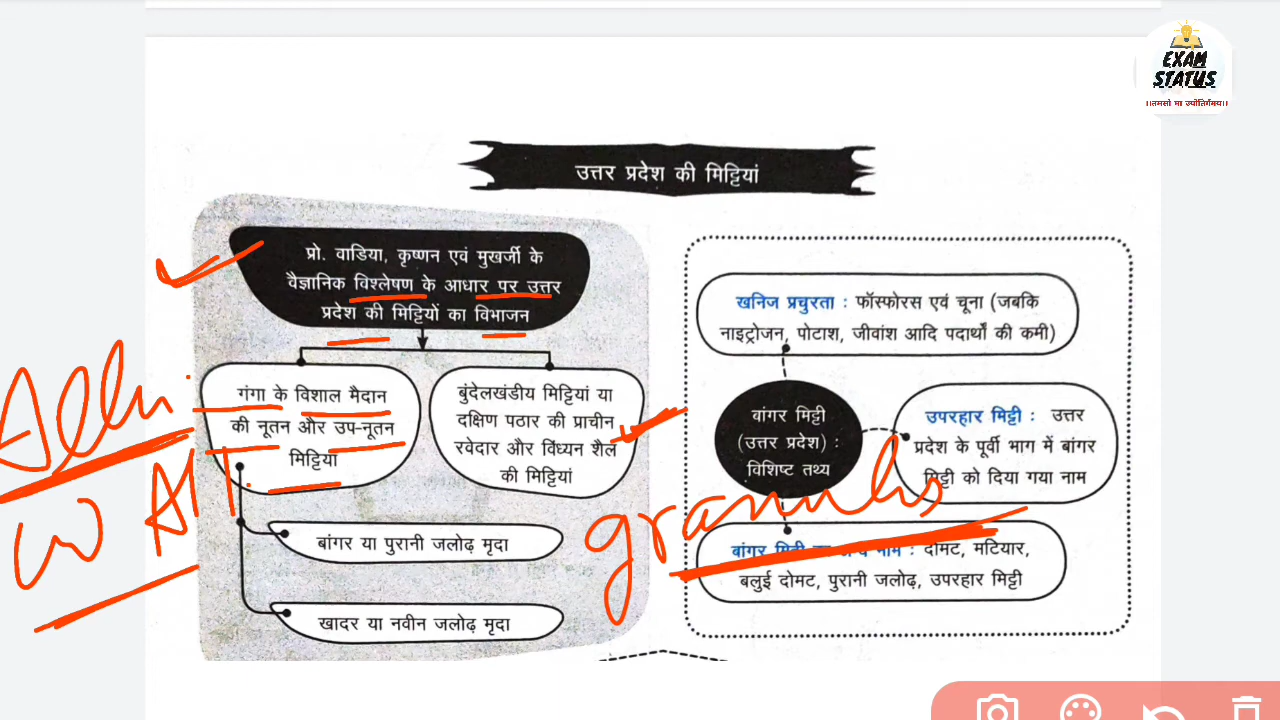 EXAM
STATUS
।।तमसो मा ज्योतिर्गमय।।
उत्तर प्रदेश की मिट्टियां
प्रो. वाडिया, कृष्णन एवं मुखर्जी के
वैज्ञानिक विश्लेषण के आधार पर उत्तर
प्रदेश की मिट्टियों का विभाजन
गंगा के विशाल मैदान
की नूतन और उप-नूतन
मिट्टियां
बुंदेलखंडीय मिट्टियां या
दक्षिण पठार की प्राचीन
रवेदार और विंध्यन शैल
की मिट्टियां
बांगर या पुरानी जलोढ़ मृदा
खादर या नवीन जलोढ़ मृदा
खनिज प्रचुरता : फॉस्फोरस एवं चूना (जबकि
नाइट्रोजन, पोटाश, जीवांश आदि पदार्थों की कमी)
बांगर मिट्टी
(उत्तर प्रदेश) :
विशिष्ट तथ्य
उपरहार मिट्टी : उत्तर
प्रदेश के पूर्वी भाग में बांगर
मिट्टी को दिया गया नाम
बांगर मिट्टी का अन्य नाम : दोमट, मटियार,
बलुई दोमट, पुरानी जलोढ़, उपरहार मिट्टी